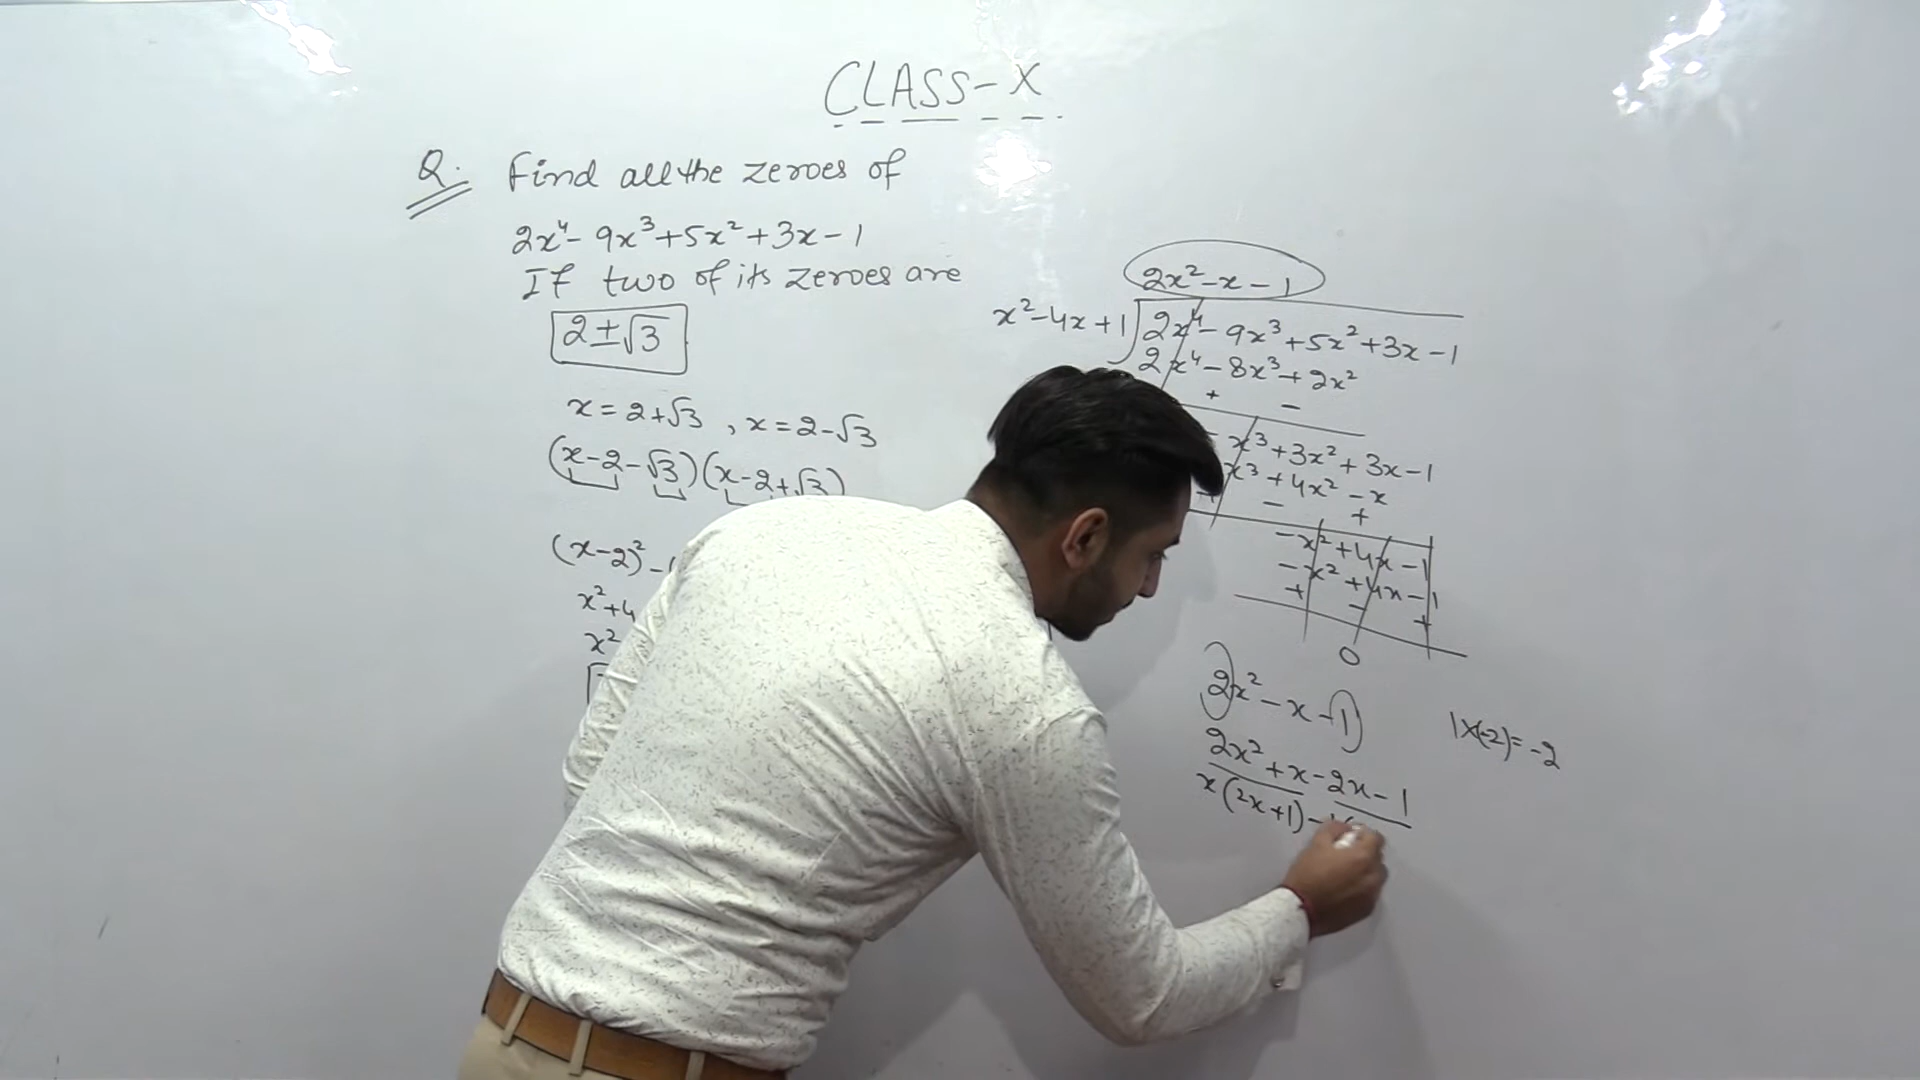 CLASS-X
Q. Find all the zeroes of
2x⁴- 9x³+5x²+3x-1
If two of its zeroes are
2±√3
x=2+√3 , x=2-√3
(x-2-√3)(x-2+√3)
(x-2)²-
x²+4
x²
2x²-x-1
x²-4x+1 2x⁴-9x³+5x²+3x-1
2x⁴-8x³+2x²
+ -
- x³+3x²+3x-1
x³+4x²-x
+ - +
-x²+4x-1
-x²+4x-1
+ - +
0
2x²-x-1
1x(-2)=-2
2x²+x-2x-1
x(2x+1)-1(